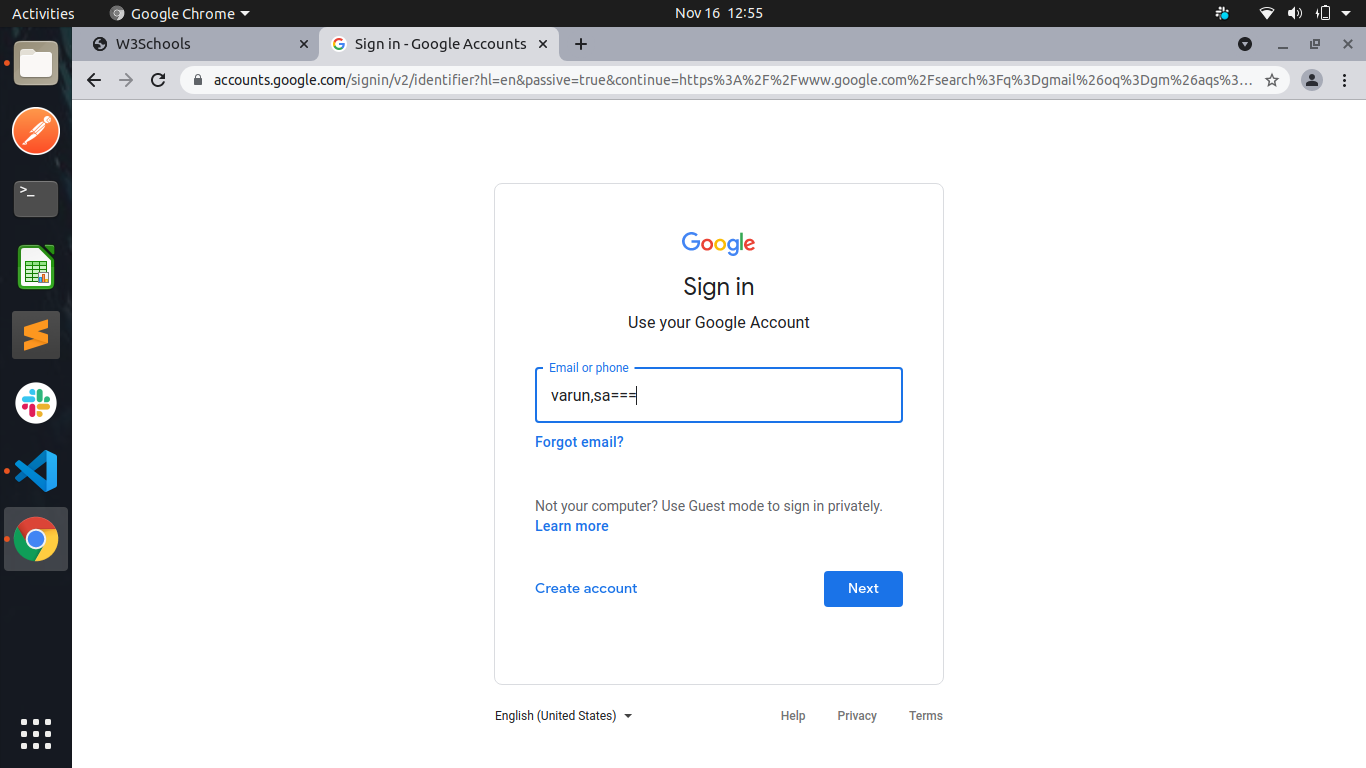 Activities
Google Chrome
Nov 16 12:55
W3Schools
Sign in - Google Accounts
accounts.google.com/signin/v2/identifier?hl=en&passive=true&continue=https%3A%2F%2Fwww.google.com%2Fsearch%3Fq%3Dgmail%26oq%3Dgm%26aqs%3...
>_
Google
Sign in
Use your Google Account
Email or phone
varun,sa===
Forgot email?
Not your computer? Use Guest mode to sign in privately.
Learn more
Create account
Next
English (United States)
Help
Privacy
Terms